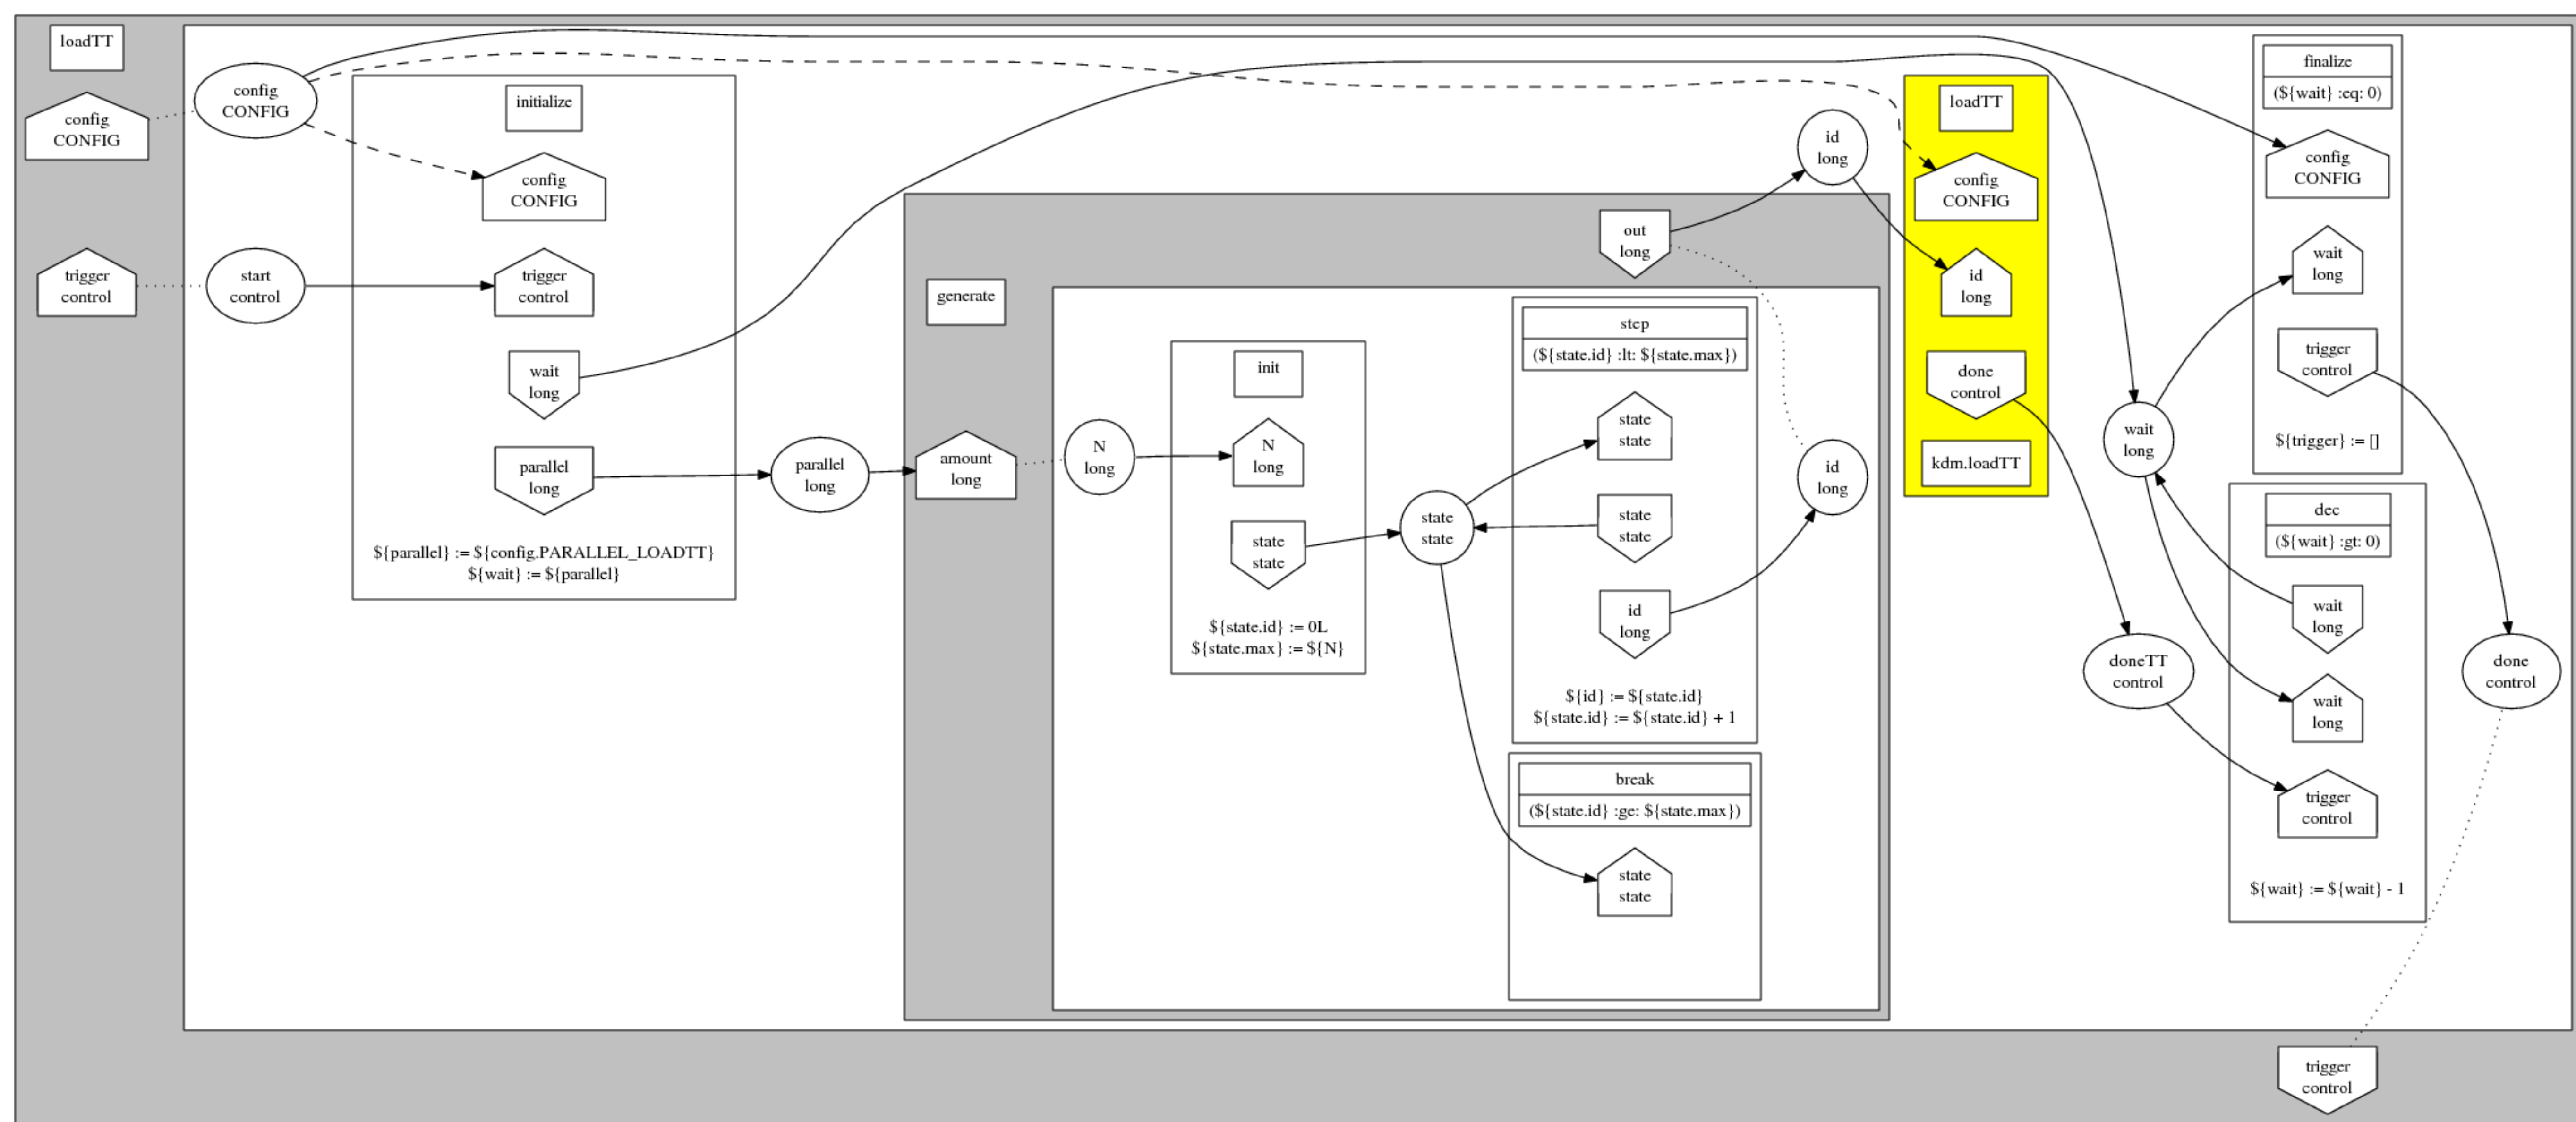 loadTT
config
CONFIG
trigger
control
config
CONFIG
start
control
initialize
config
CONFIG
trigger
control
wait
long
parallel
long
${parallel} := ${config.PARALLEL_LOADTT}
${wait} := ${parallel}
parallel
long
generate
amount
long
out
long
N
long
init
N
long
state
state
${state.id} := 0L
${state.max} := ${N}
state
state
step
(${state.id} :lt: ${state.max})
state
state
state
state
id
long
${id} := ${state.id}
${state.id} := ${state.id} + 1
break
(${state.id} :ge: ${state.max})
state
state
id
long
id
long
loadTT
config
CONFIG
id
long
done
control
kdm.loadTT
wait
long
doneTT
control
finalize
(${wait} :eq: 0)
config
CONFIG
wait
long
trigger
control
${trigger} := []
dec
(${wait} :gt: 0)
wait
long
wait
long
trigger
control
${wait} := ${wait} - 1
done
control
trigger
control